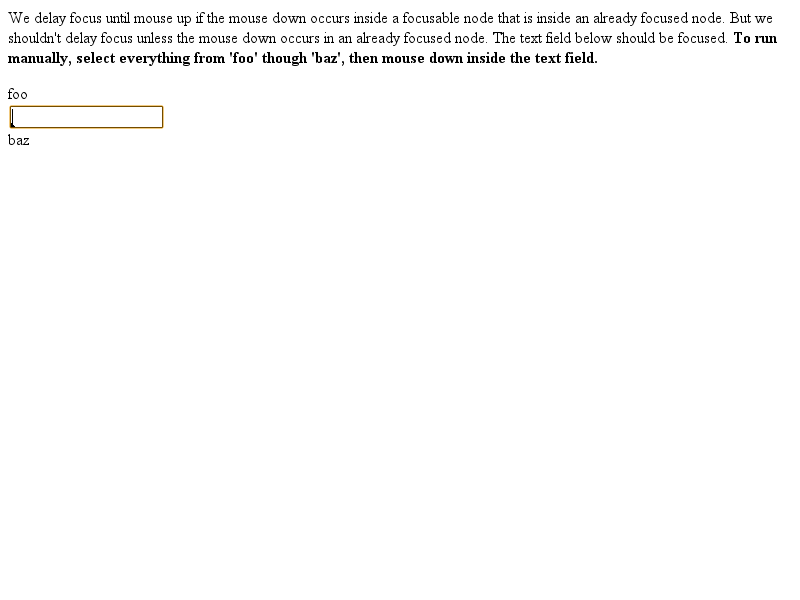 We delay focus until mouse up if the mouse down occurs inside a focusable node that is inside an already focused node. But we
shouldn't delay focus unless the mouse down occurs in an already focused node. The text field below should be focused. To run
manually, select everything from 'foo' though 'baz', then mouse down inside the text field.
foo
baz